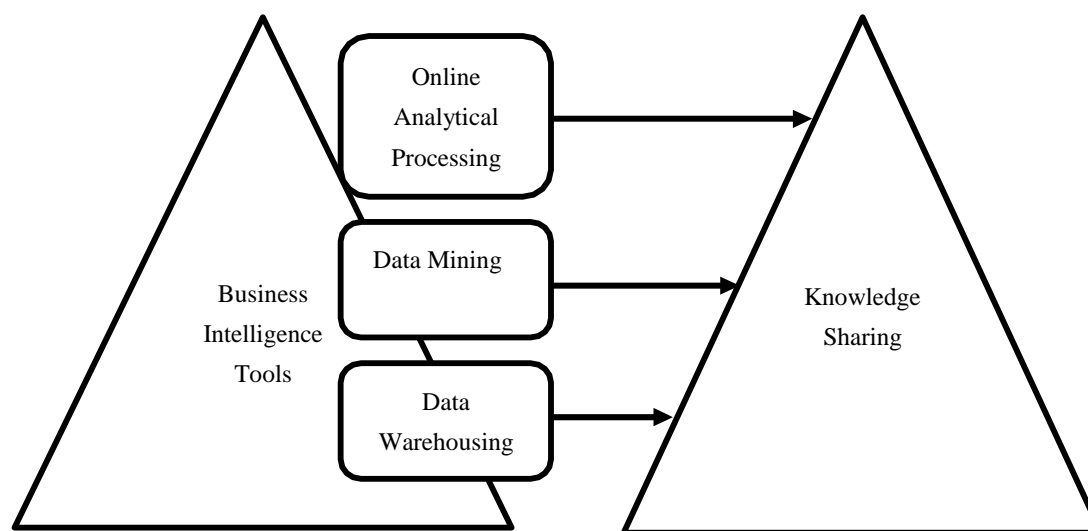 Online
Analytical
Processing
Data Mining
Business
Intelligence
Tools
Data
Warehousing
Knowledge
Sharing